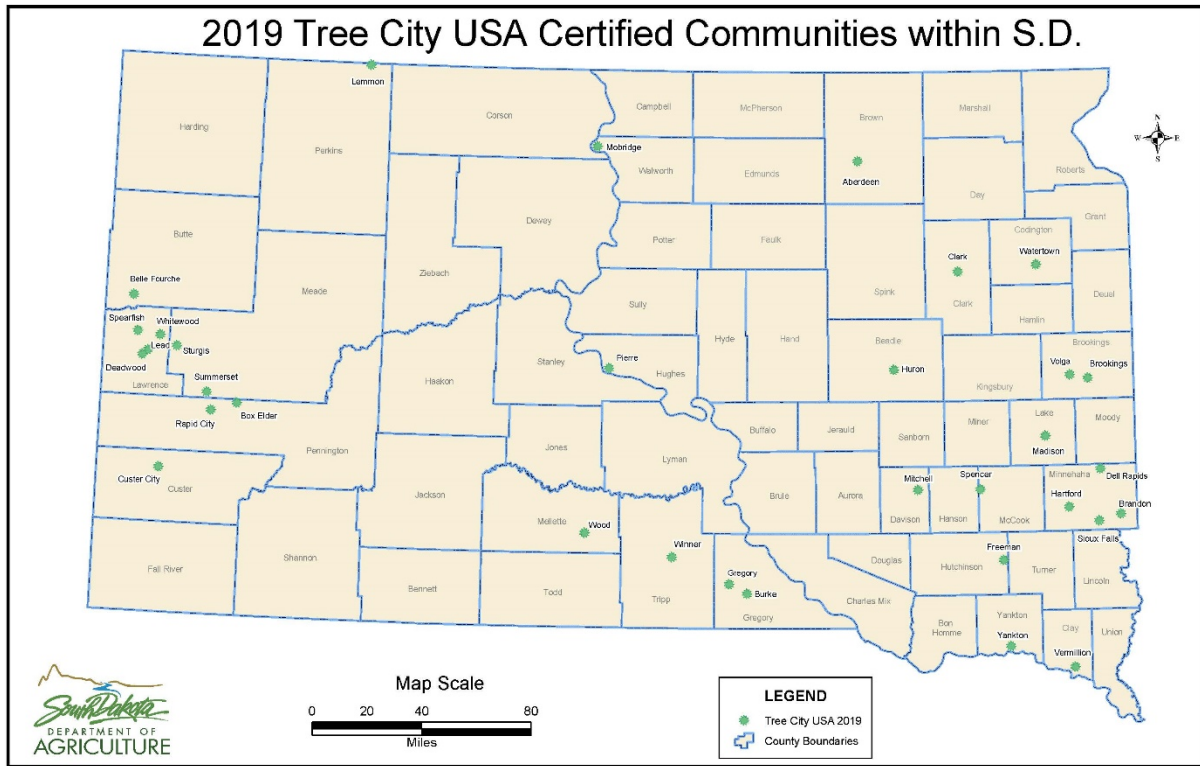 2019 Tree City USA Certified Communities within S.D.
Lemmon
Harding
Perkins
Corson
Campbell
McPherson
Brown
Marshall
Roberts
N
W
E
S
Mobridge
Walworth
Edmunds
Aberdeen
Day
Grant
Butte
Dewey
Potter
Faulk
Codington
Watertown
Clark
Clark
Ziebach
Meade
Belle Fourche
Sully
Spink
Deuel
Hamlin
Spearfish
Whitewood
Lead
Sturgis
Deadwood
Lawrence
Hyde
Hand
Beadle
Brookings
Stanley
Pierre
Hughes
Huron
Kingsbury
Volga
Brookings
Haakon
Summerset
Box Elder
Rapid City
Buffalo
Jerauld
Sanborn
Miner
Lake
Madison
Moody
Pennington
Jones
Lyman
Custer City
Custer
Jackson
Brule
Aurora
Mitchell
Davison
Spencer
Hanson
McCook
Minnehaha
Dell Rapids
Hartford
Brandon
Sioux Falls
Mellette
Wood
Winner
Tripp
Fall River
Shannon
Bennett
Todd
Gregory
Burke
Gregory
Douglas
Charles Mix
Hutchinson
Freeman
Turner
Lincoln
Bon
Homme
Yankton
Yankton
Clay
Vermillion
Union
South Dakota
DEPARTMENT OF
AGRICULTURE
Map Scale
0 20 40 80
Miles
LEGEND
Tree City USA 2019
County Boundaries